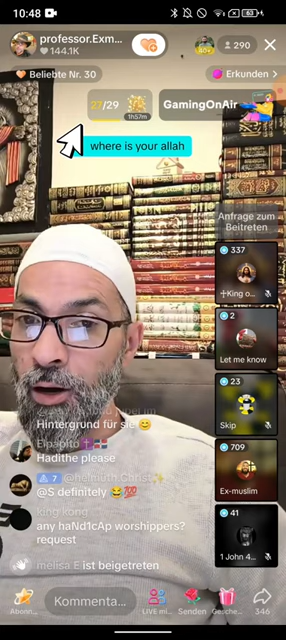 10:48
professor.Exm...
144.1K
290
Beliebte Nr. 30
Erkunden >
27/29
1h57m
GamingOnAir
where is your allah
Anfrage zum
Beitreten
337
King o...
2
Let me know
23
Skip
709
Ex-muslim
41
1 John 4...
Hintergrund für sie 😊
Elpapito
Hadithe please
7 @helmuth.Christ
@S definitely 😂💯
king kong
any haNd1cAP worshippers?
request
melisa E ist beigetreten
Abonn...
Kommenta...
LIVE mi...
Senden
Gesche...
346